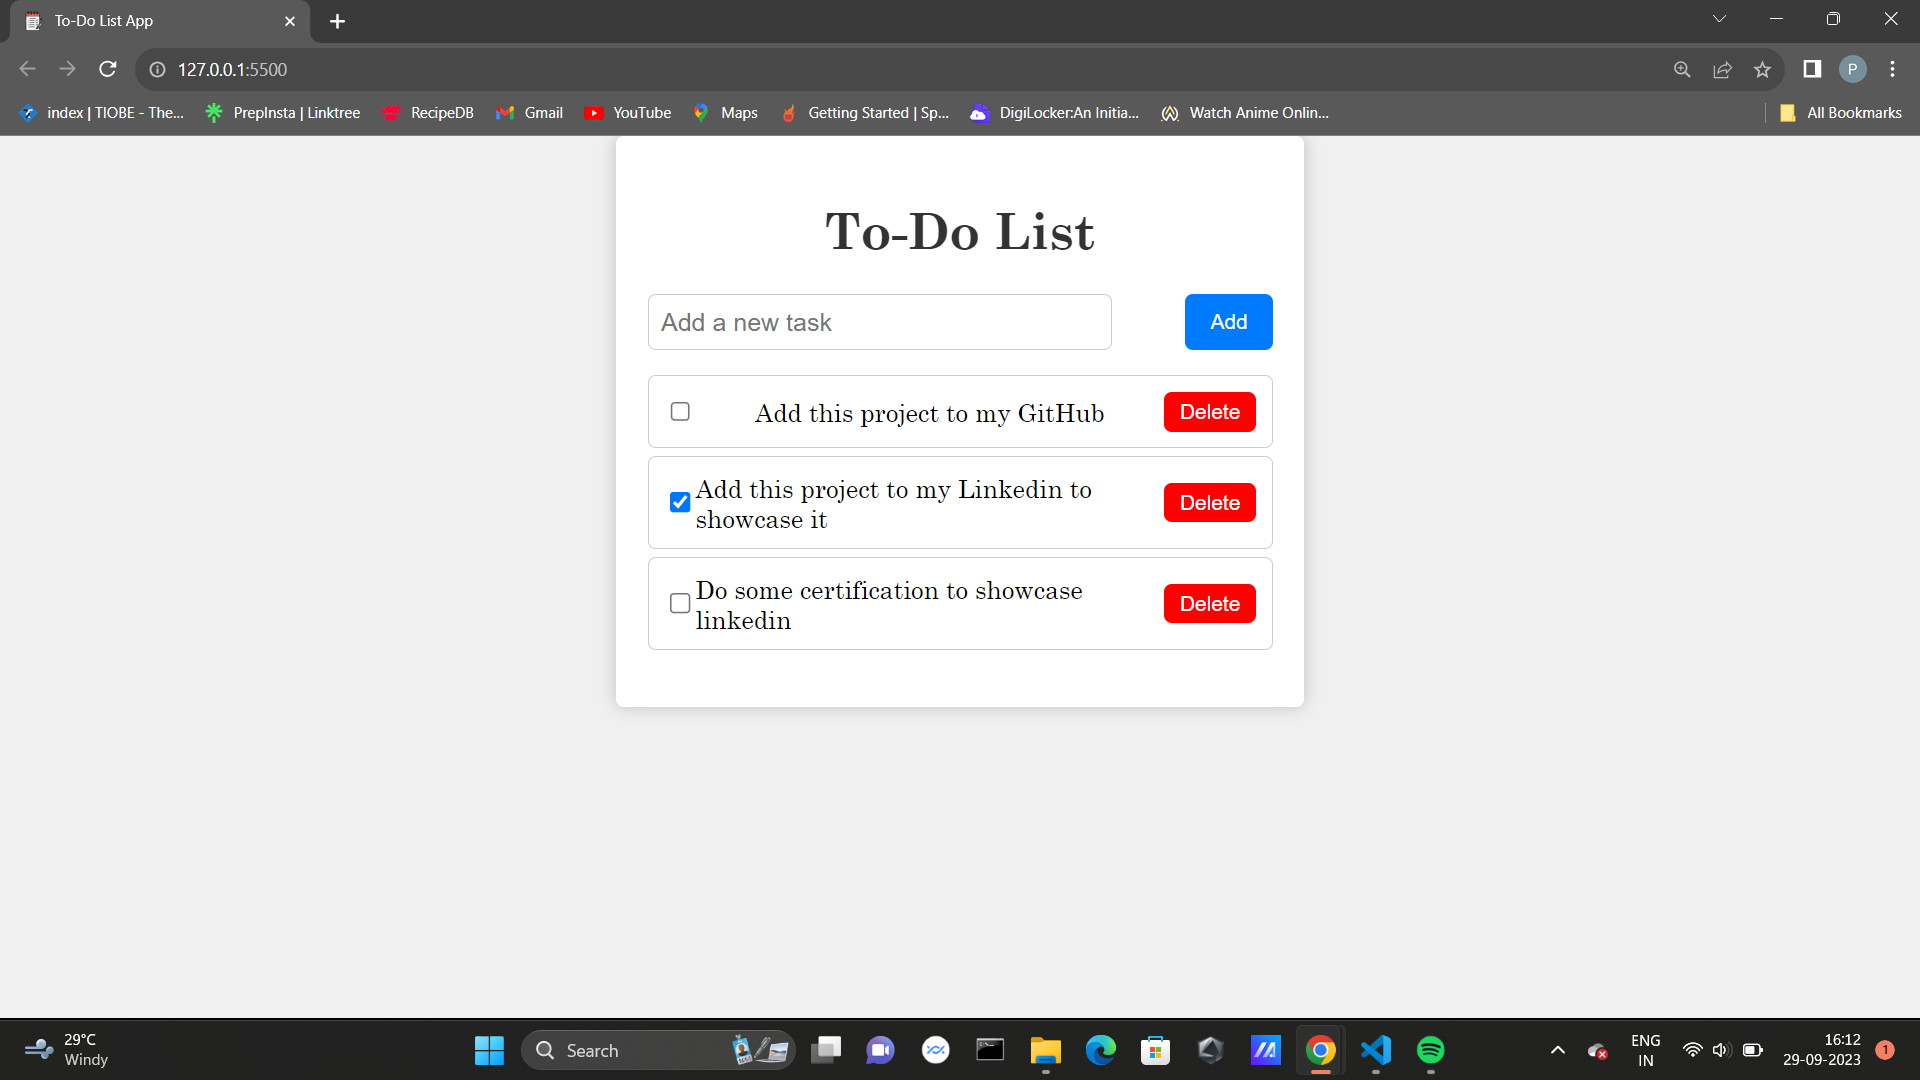 To-Do List App
127.0.0.1:5500
index | TIOBE - The...
PrepInsta | Linktree
RecipeDB
Gmail
YouTube
Maps
Getting Started | Sp...
DigiLocker:An Initia...
Watch Anime Onlin...
All Bookmarks
P
To-Do List
Add a new task
Add
Add this project to my GitHub
Delete
Add this project to my Linkedin to
showcase it
Delete
Do some certification to showcase
linkedin
Delete
29°C
Windy
Search
ENG
IN
16:12
29-09-2023
1